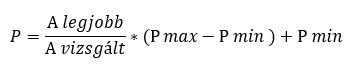 P = A legjobb / A vizsgált * (P max − P min ) + P min